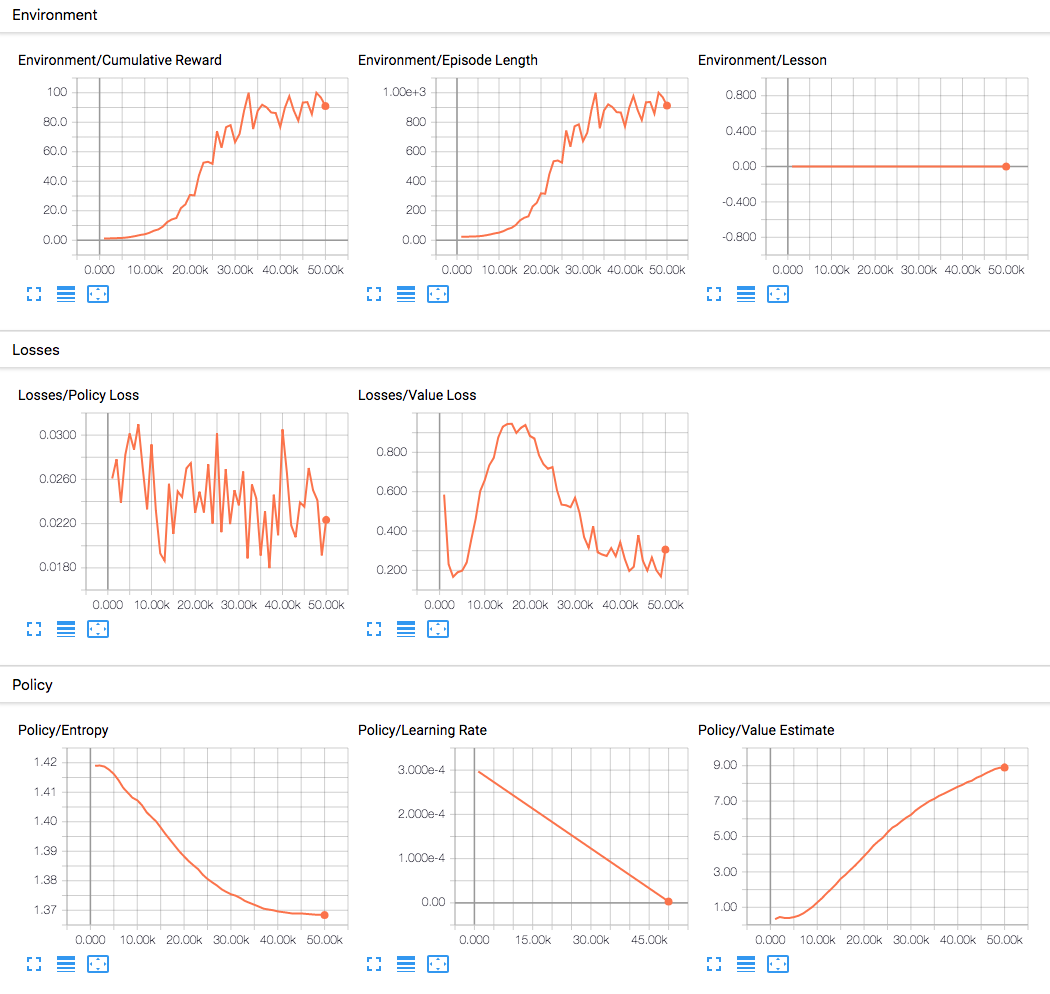 Environment
Environment/Cumulative Reward
100
80.0
60.0
40.0
20.0
0.00
0.000 10.00k 20.00k 30.00k 40.00k 50.00k
Environment/Episode Length
1.00e+3
800
600
400
200
0.00
0.000 10.00k 20.00k 30.00k 40.00k 50.00k
Environment/Lesson
0.800
0.400
0.00
-0.400
-0.800
0.000 10.00k 20.00k 30.00k 40.00k 50.00k
Losses
Losses/Policy Loss
0.0300
0.0260
0.0220
0.0180
0.000 10.00k 20.00k 30.00k 40.00k 50.00k
Losses/Value Loss
0.800
0.600
0.400
0.200
0.000 10.00k 20.00k 30.00k 40.00k 50.00k
Policy
Policy/Entropy
1.42
1.41
1.40
1.39
1.38
1.37
0.000 10.00k 20.00k 30.00k 40.00k 50.00k
Policy/Learning Rate
3.000e-4
2.000e-4
1.000e-4
0.00
0.000 15.00k 30.00k 45.00k
Policy/Value Estimate
9.00
7.00
5.00
3.00
1.00
0.000 10.00k 20.00k 30.00k 40.00k 50.00k